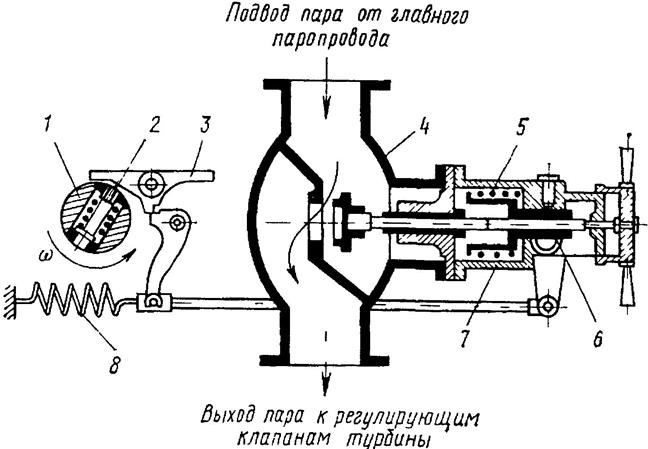 Подвод пара от главного
паропровода
1
2
3
4
5
ω
7
6
8
Выход пара к регулирующим
клапанам турбины